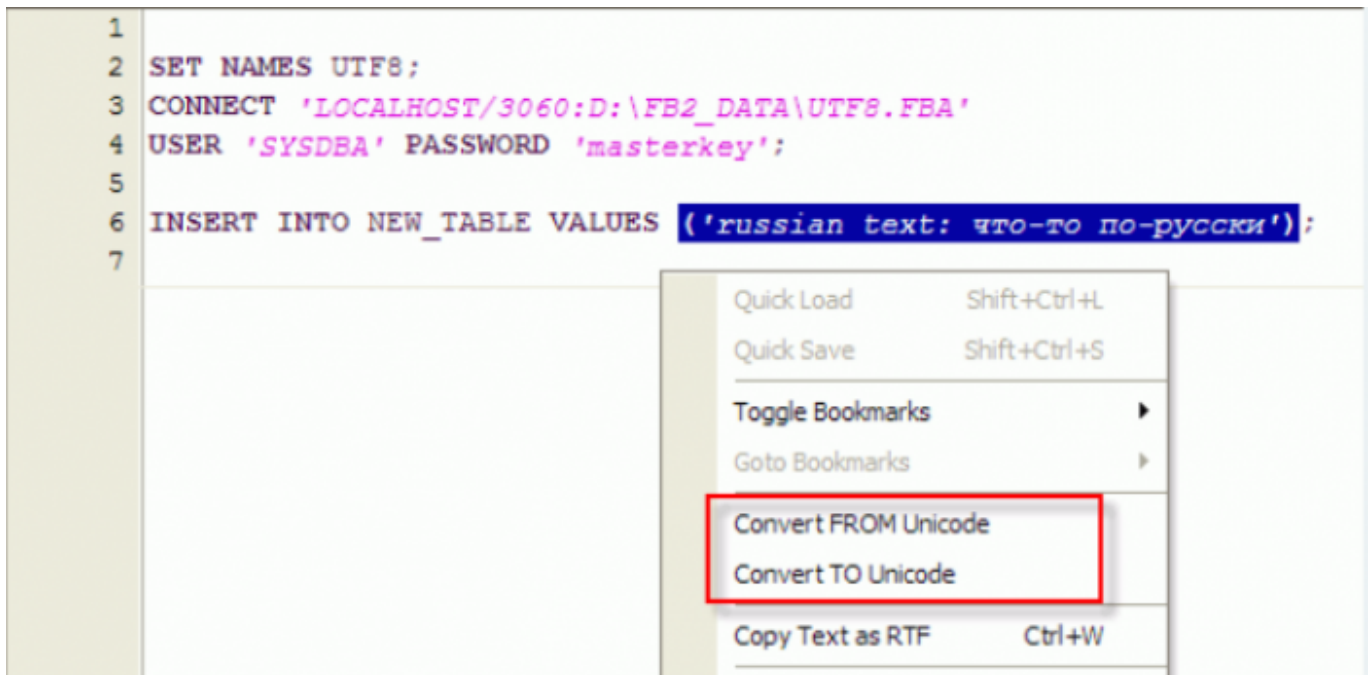 1
2 SET NAMES UTF8;
3 CONNECT 'LOCALHOST/3060:D:\FB2_DATA\UTF8.FBA'
4 USER 'SYSDBA' PASSWORD 'masterkey';
5
6 INSERT INTO NEW_TABLE VALUES ('russian text: что-то по-русски');
7
Quick Load Shift+Ctrl+L
Quick Save Shift+Ctrl+S
Toggle Bookmarks
Goto Bookmarks
Convert FROM Unicode
Convert TO Unicode
Copy Text as RTF Ctrl+W